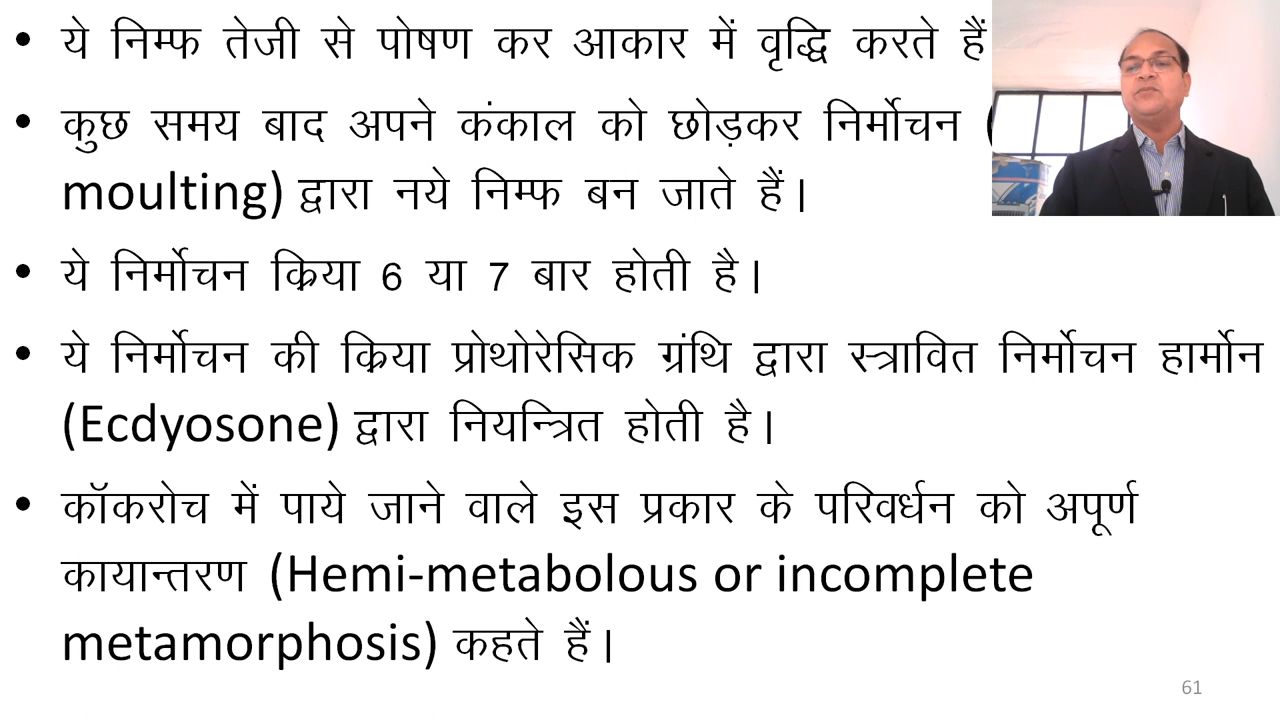 • ये निम्फ तेजी से पोषण कर आकार में वृद्धि करते हैं
• कुछ समय बाद अपने कंकाल को छोड़कर निर्मोचन (
moulting) द्वारा नये निम्फ बन जाते हैं।
• ये निर्मोचन क्रिया 6 या 7 बार होती है।
• ये निर्मोचन की क्रिया प्रोथोरेसिक ग्रंथि द्वारा स्त्रावित निर्मोचन हार्मोन
(Ecdyosone) द्वारा नियन्त्रित होती है।
• कॉकरोच में पाये जाने वाले इस प्रकार के परिवर्धन को अपूर्ण
कायान्तरण (Hemi-metabolous or incomplete
metamorphosis) कहते हैं।
61